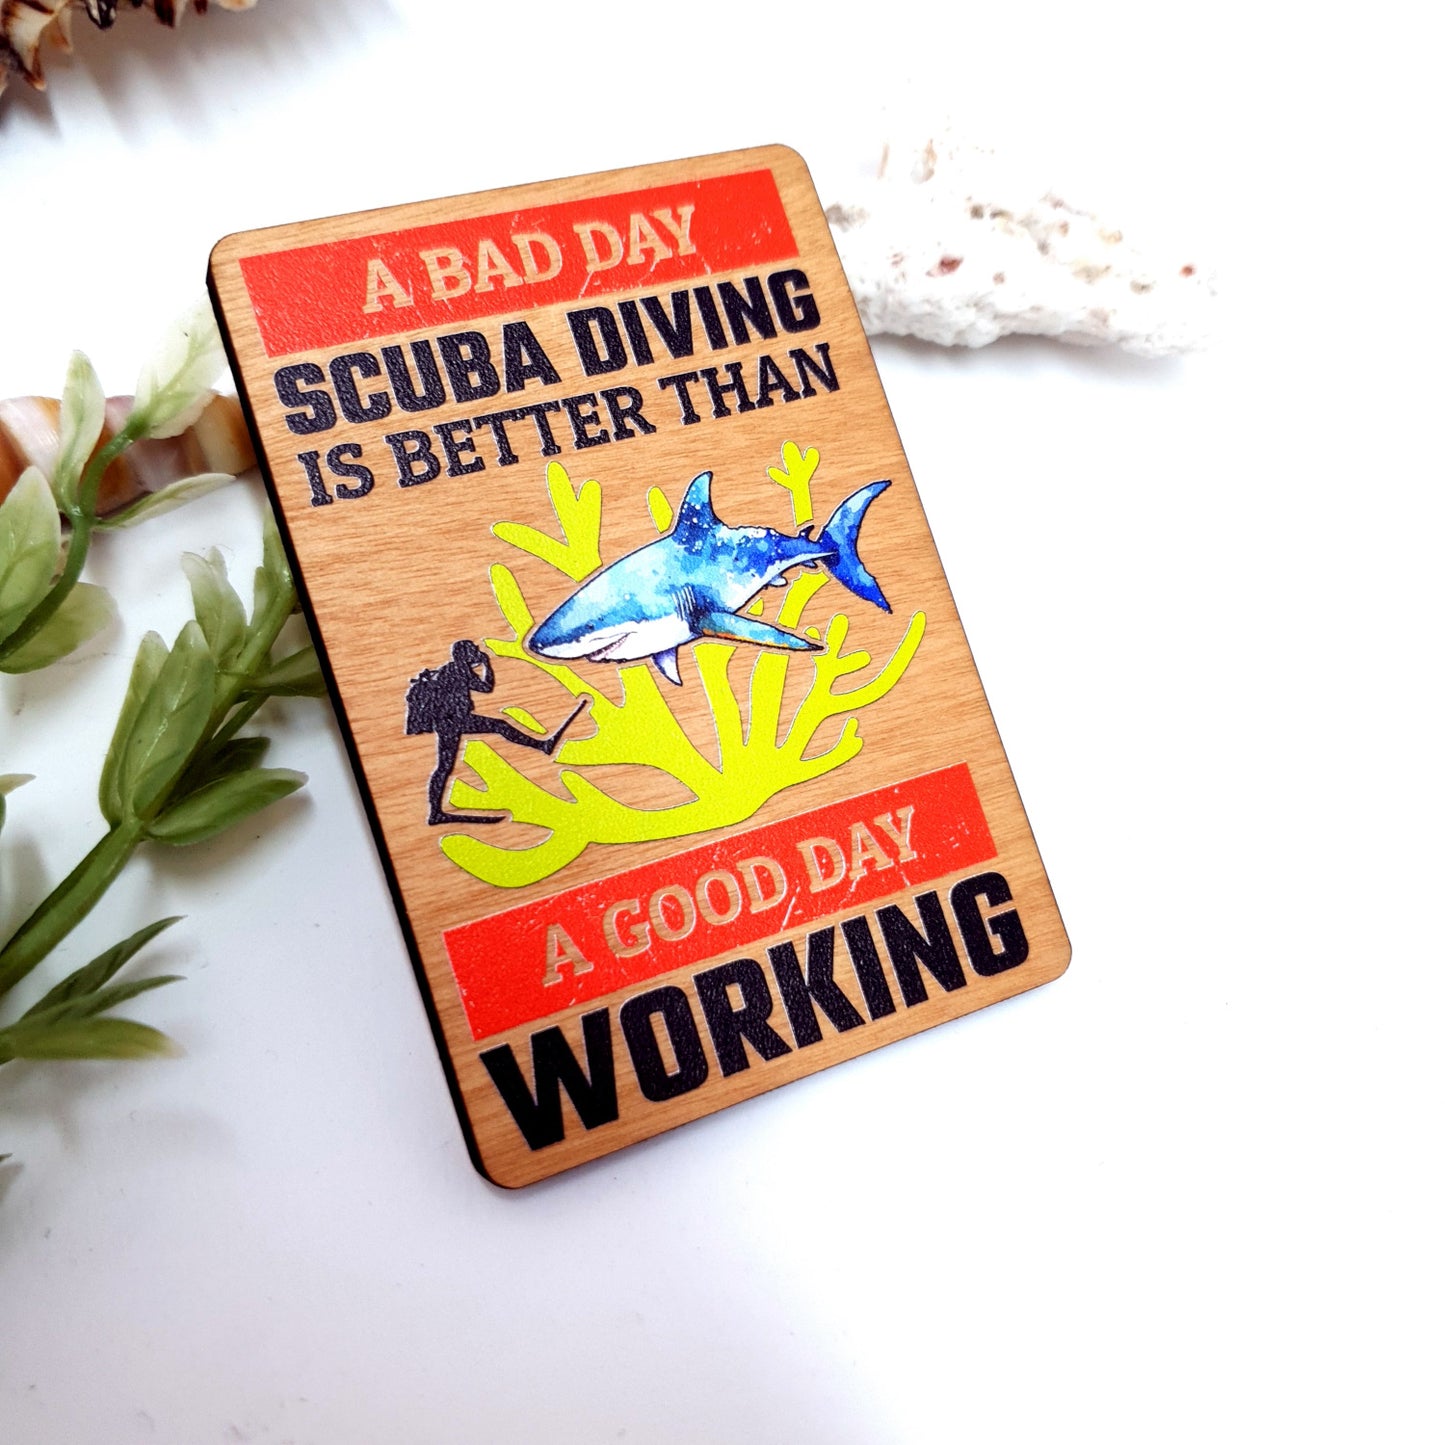 A BAD DAY
SCUBA DIVING
IS BETTER THAN
A GOOD DAY
WORKING